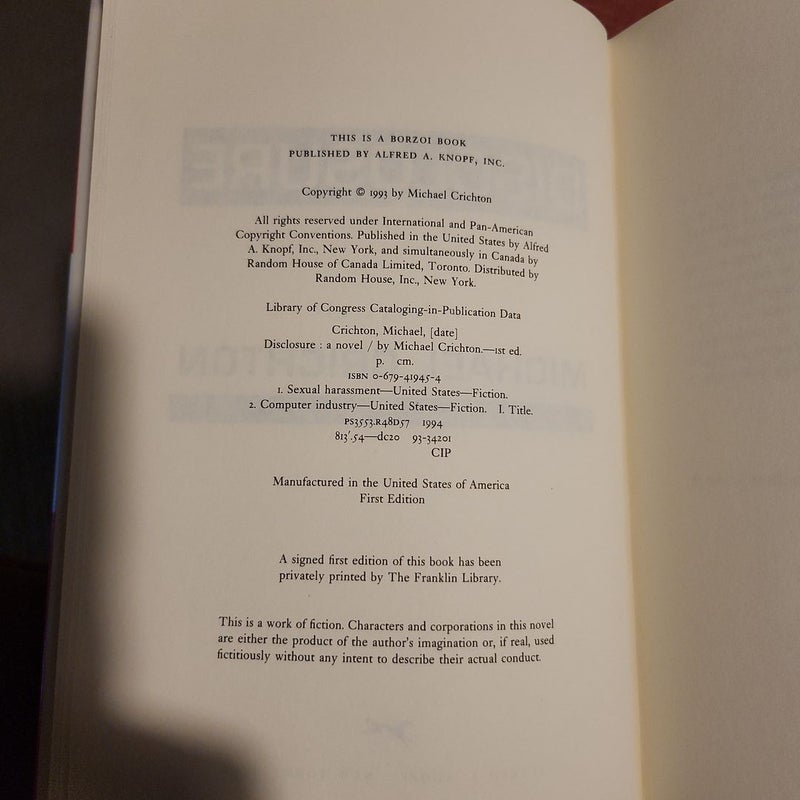 THIS IS A BORZOI BOOK
PUBLISHED BY ALFRED A. KNOPF, INC.
Copyright © 1993 by Michael Crichton
All rights reserved under International and Pan-American
Copyright Conventions. Published in the United States by Alfred
A. Knopf, Inc., New York, and simultaneously in Canada by
Random House of Canada Limited, Toronto. Distributed by
Random House, Inc., New York.
Library of Congress Cataloging-in-Publication Data
Crichton, Michael, [date]
Disclosure : a novel / by Michael Crichton.—1st ed.
p. cm.
ISBN 0-679-41945-4
1. Sexual harassment—United States—Fiction.
2. Computer industry—United States—Fiction. I. Title.
PS3553.R48D57 1994
813'.54—dc20 93-34201
CIP
Manufactured in the United States of America
First Edition
A signed first edition of this book has been
privately printed by The Franklin Library.
This is a work of fiction. Characters and corporations in this novel
are either the product of the author's imagination or, if real, used
fictitiously without any intent to describe their actual conduct.